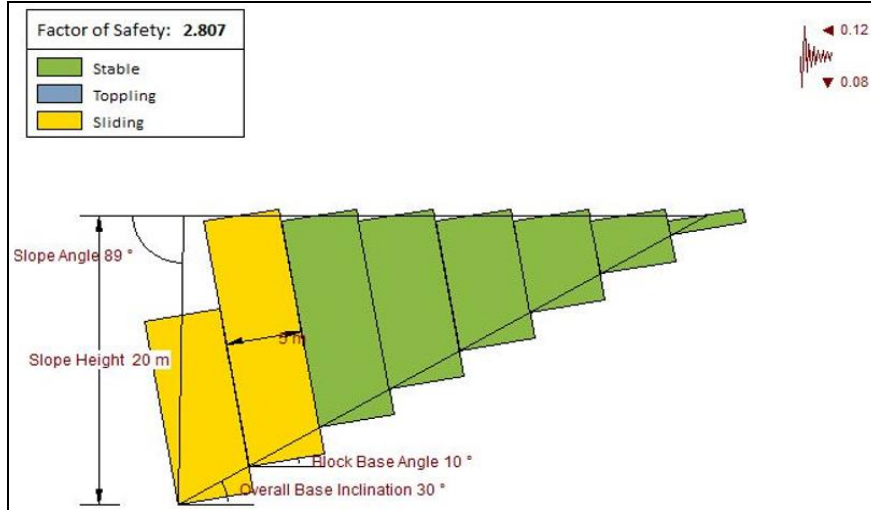 Factor of Safety: 2.807
Stable
Toppling
Sliding
0.12
0.08
Slope Angle 89 °
5 m
Slope Height 20 m
Block Base Angle 10 °
Overall Base Inclination 30 °